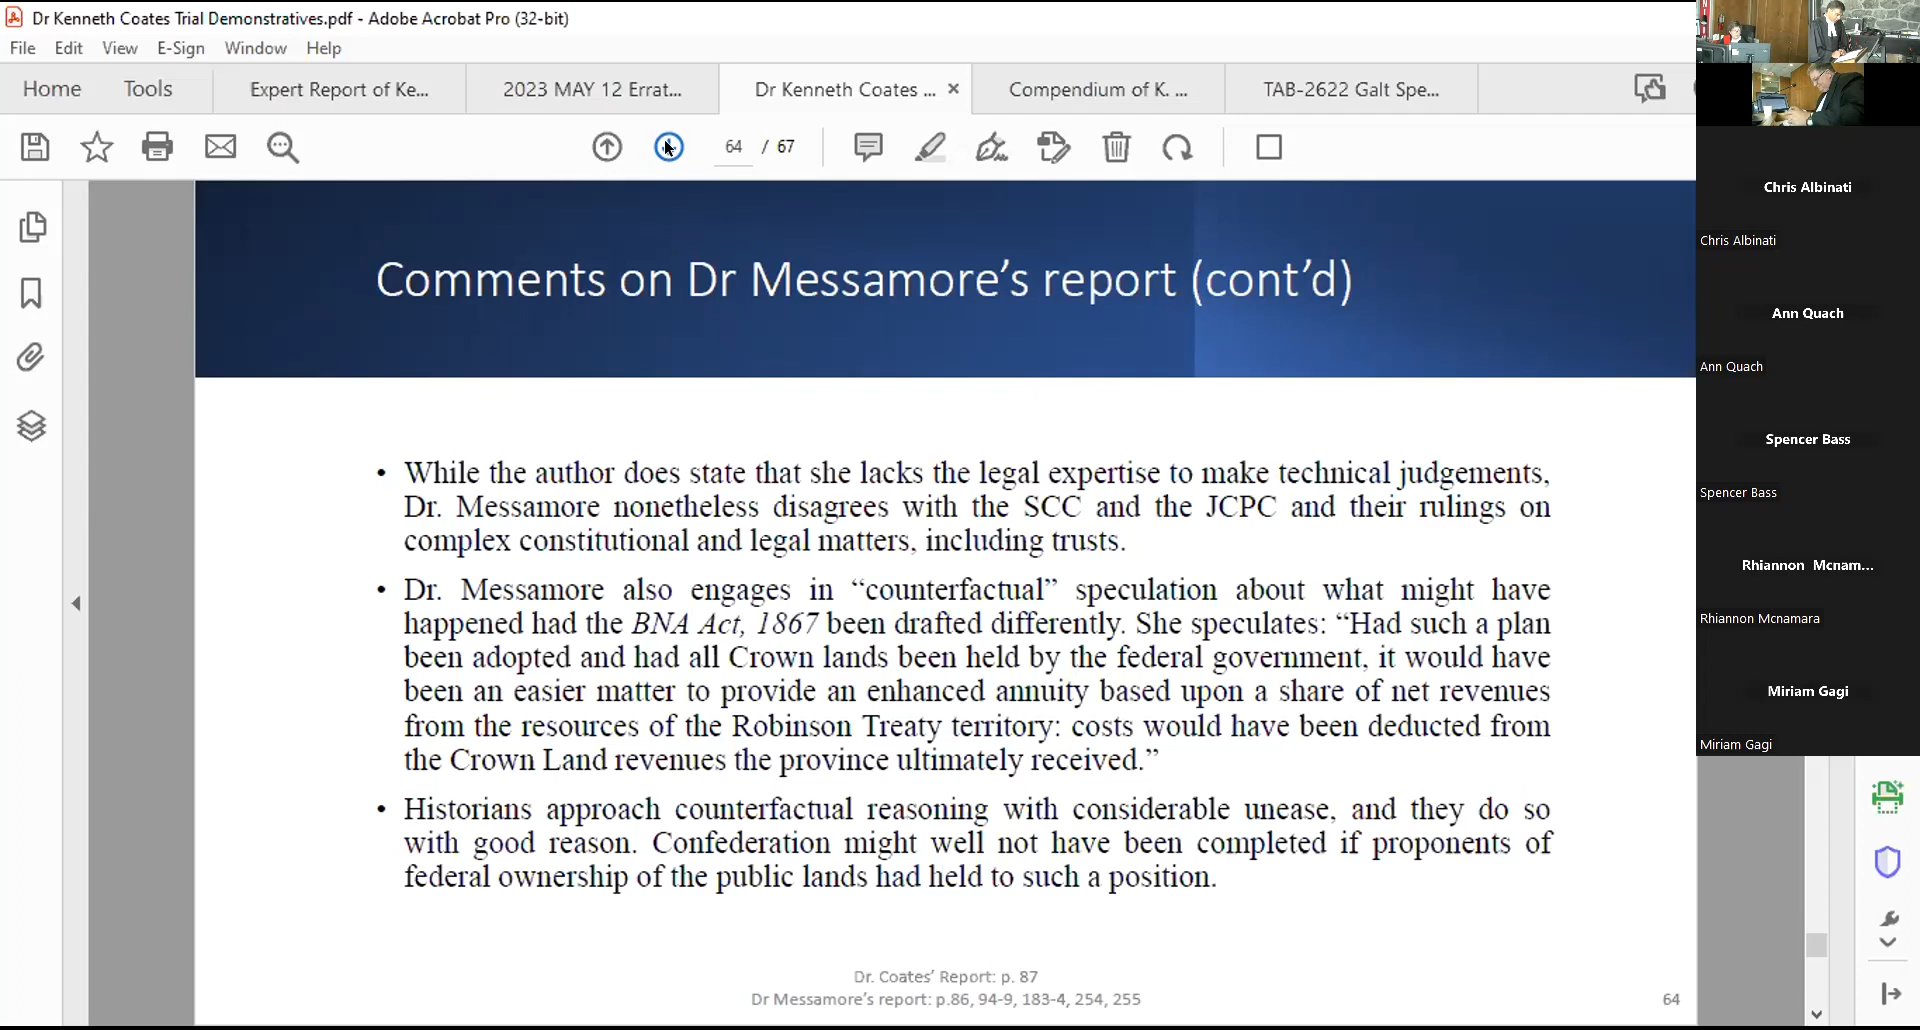 Dr Kenneth Coates Trial Demonstratives.pdf - Adobe Acrobat Pro (32-bit)
File Edit View E-Sign Window Help
Home Tools Expert Report of Ke... 2023 MAY 12 Errat... Dr Kenneth Coates ... × Compendium of K. ... TAB-2622 Galt Spe...
64 / 67
Comments on Dr Messamore’s report (cont’d)
• While the author does state that she lacks the legal expertise to make technical judgements,
Dr. Messamore nonetheless disagrees with the SCC and the JCPC and their rulings on
complex constitutional and legal matters, including trusts.
• Dr. Messamore also engages in “counterfactual” speculation about what might have
happened had the BNA Act, 1867 been drafted differently. She speculates: “Had such a plan
been adopted and had all Crown lands been held by the federal government, it would have
been an easier matter to provide an enhanced annuity based upon a share of net revenues
from the resources of the Robinson Treaty territory: costs would have been deducted from
the Crown Land revenues the province ultimately received.”
• Historians approach counterfactual reasoning with considerable unease, and they do so
with good reason. Confederation might well not have been completed if proponents of
federal ownership of the public lands had held to such a position.
Dr. Coates’ Report: p. 87
Dr Messamore’s report: p.86, 94-9, 183-4, 254, 255
64
Chris Albinati
Chris Albinati
Ann Quach
Ann Quach
Spencer Bass
Spencer Bass
Rhiannon Mcnam...
Rhiannon Mcnamara
Miriam Gagi
Miriam Gagi